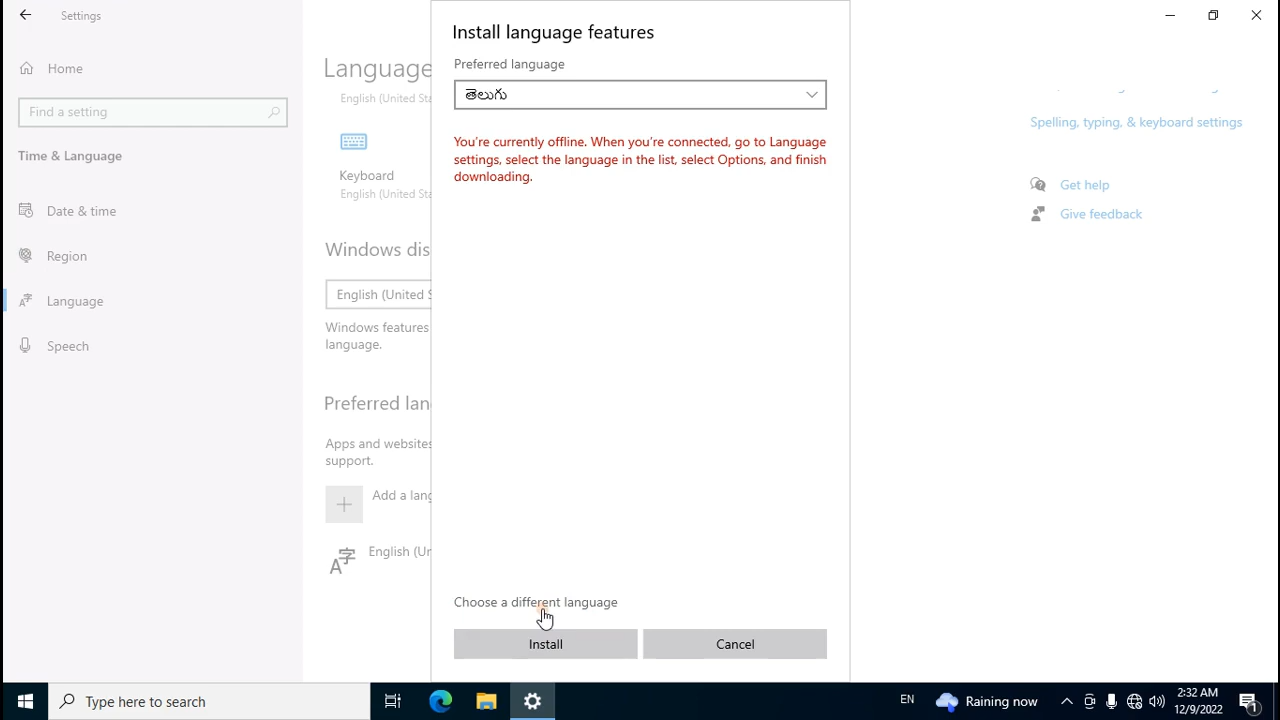 Settings
Home
Find a setting
Time & Language
Date & time
Region
Language
Speech
Language
English (United Sta
Keyboard
English (United Sta
Windows dis
English (United S
Windows features
language.
Preferred lan
Apps and websites
support.
Add a lang
English (Un
Install language features
Preferred language
తెలుగు
You're currently offline. When you're connected, go to Language
settings, select the language in the list, select Options, and finish
downloading.
Choose a different language
Install
Cancel
Spelling, typing, & keyboard settings
Get help
Give feedback
Type here to search
EN
Raining now
2:32 AM
12/9/2022
1